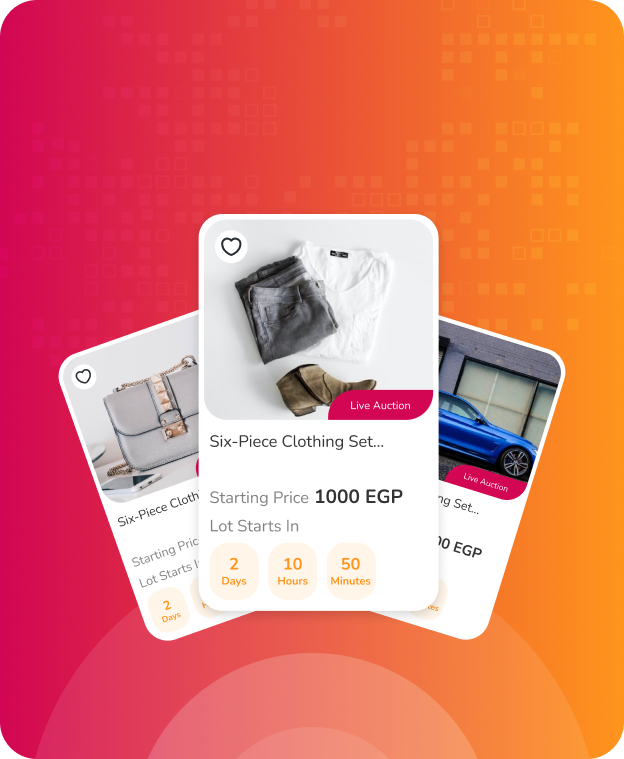 Live Auction
Six-Piece Clothing Set...
Starting Price 1000 EGP
Lot Starts In
2 10 50
Days Hours Minutes
Six-Piece Cloth
Starting Pric
Lot Starts
2
Days
Live Auction
ng Set...
00 EGP